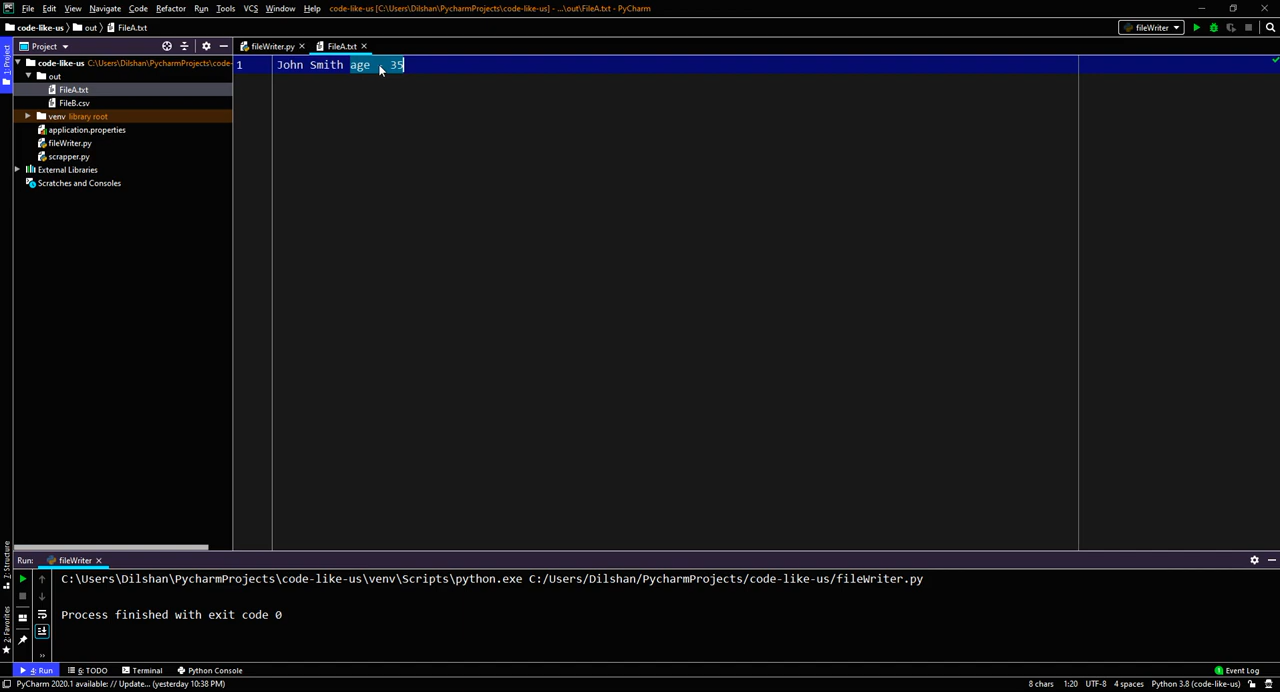 File Edit View Navigate Code Refactor Run Tools VCS Window Help code-like-us [C:\Users\Dilshan\PycharmProjects\code-like-us] - ...\out\FileA.txt - PyCharm
code-like-us out FileA.txt fileWriter
Project fileWriter.py FileA.txt
1: Project
code-like-us C:\Users\Dilshan\PycharmProjects\code-
out
FileA.txt
FileB.csv
venv library root
application.properties
fileWriter.py
scrapper.py
External Libraries
Scratches and Consoles
1 John Smith age 35
7: Structure
2: Favorites
Run: fileWriter
C:\Users\Dilshan\PycharmProjects\code-like-us\venv\Scripts\python.exe C:/Users/Dilshan/PycharmProjects/code-like-us/fileWriter.py
Process finished with exit code 0
4: Run 6: TODO Terminal Python Console Event Log
PyCharm 2020.1 available: // Update... (yesterday 10:38 PM) 8 chars 1:20 UTF-8 4 spaces Python 3.8 (code-like-us)